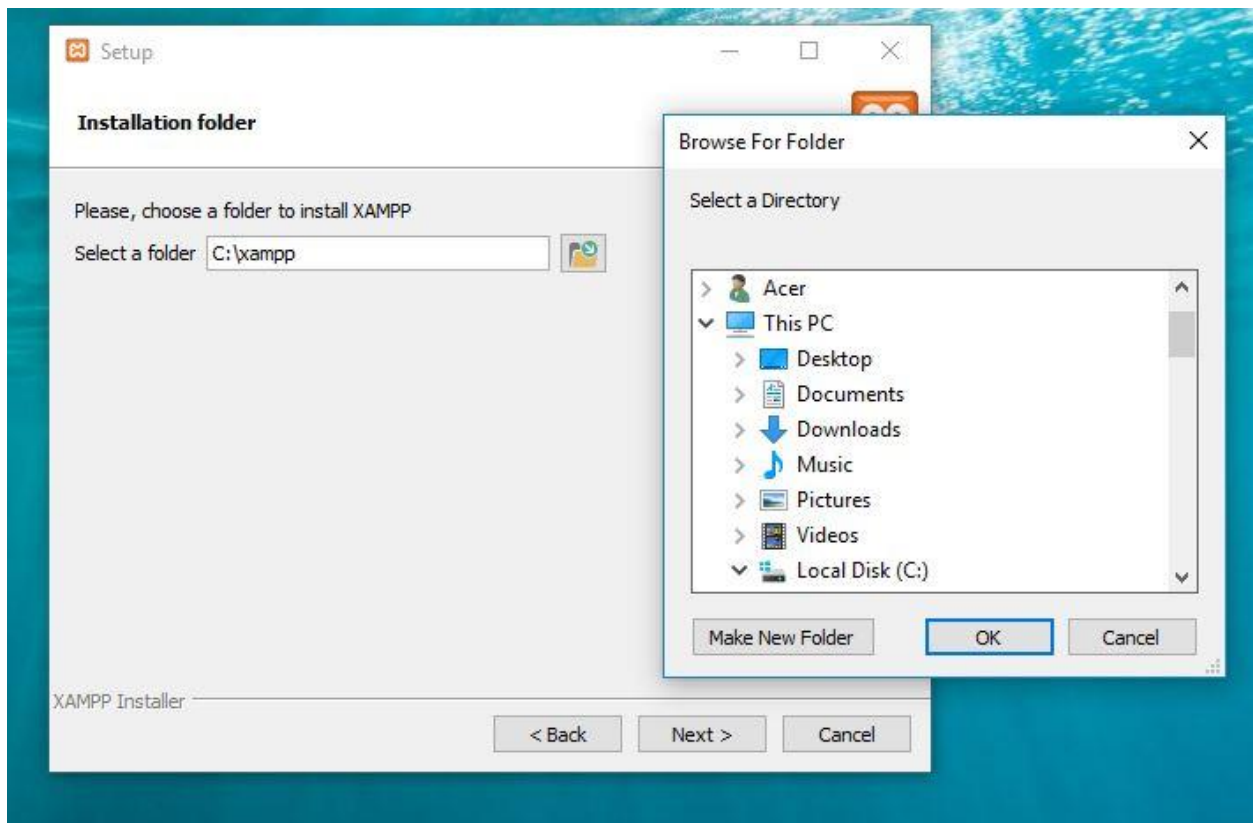 Setup
Installation folder
Please, choose a folder to install XAMPP
Select a folder C:\xampp
XAMPP Installer
< Back Next > Cancel
Browse For Folder
Select a Directory
Acer
This PC
Desktop
Documents
Downloads
Music
Pictures
Videos
Local Disk (C:)
Make New Folder OK Cancel